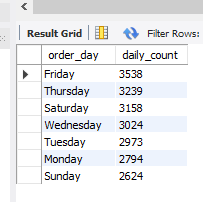 Result Grid Filter Rows:
order_day daily_count
Friday 3538
Thursday 3239
Saturday 3158
Wednesday 3024
Tuesday 2973
Monday 2794
Sunday 2624